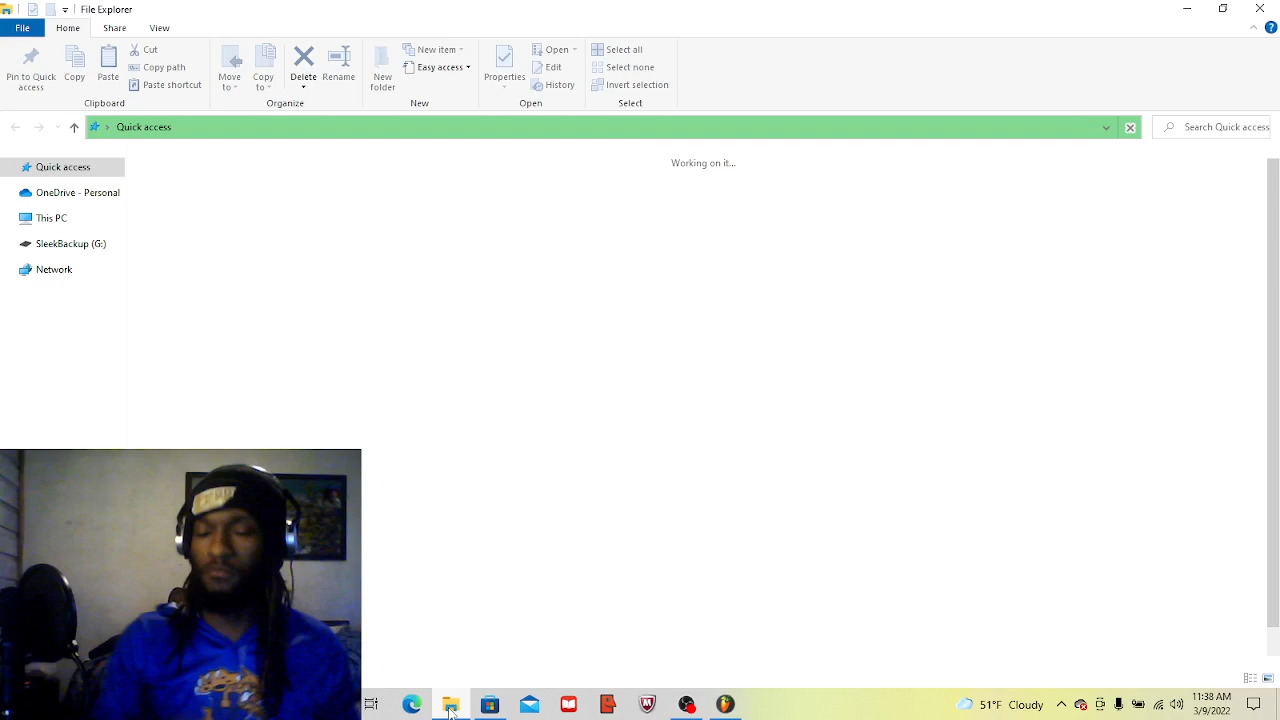 File Explorer
File Home Share View
Pin to Quick access
Copy
Paste
Cut
Copy path
Paste shortcut
Clipboard
Move to
Copy to
Delete
Rename
Organize
New folder
New item
Easy access
New
Properties
Open
Edit
History
Open
Select all
Select none
Invert selection
Select
Quick access
Search Quick access
Working on it...
Quick access
OneDrive - Personal
This PC
SleekBackup (G:)
Network
51°F Cloudy
11:38 AM
3/9/2022